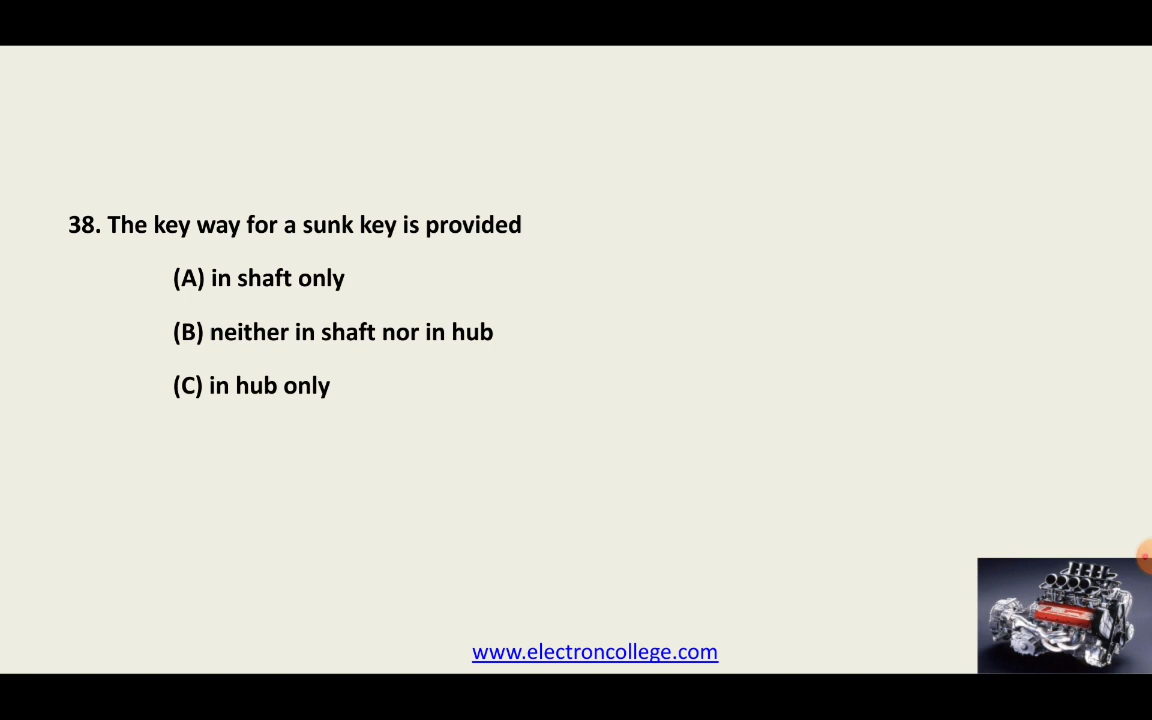 38. The key way for a sunk key is provided
(A) in shaft only
(B) neither in shaft nor in hub
(C) in hub only
www.electroncollege.com